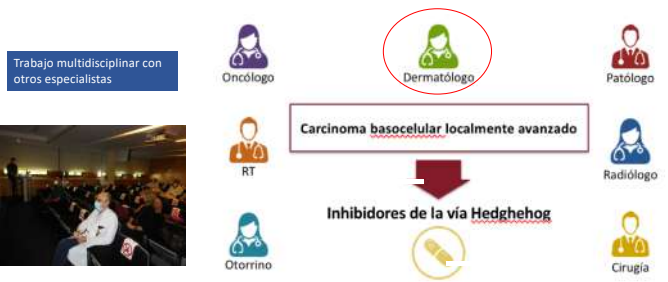 Trabajo multidisciplinar con
otros especialistas
Oncólogo
Dermatólogo
Patólogo
RT
Carcinoma basocelular localmente avanzado
Radiólogo
Inhibidores de la vía Hedghehog
Otorrino
Cirugía